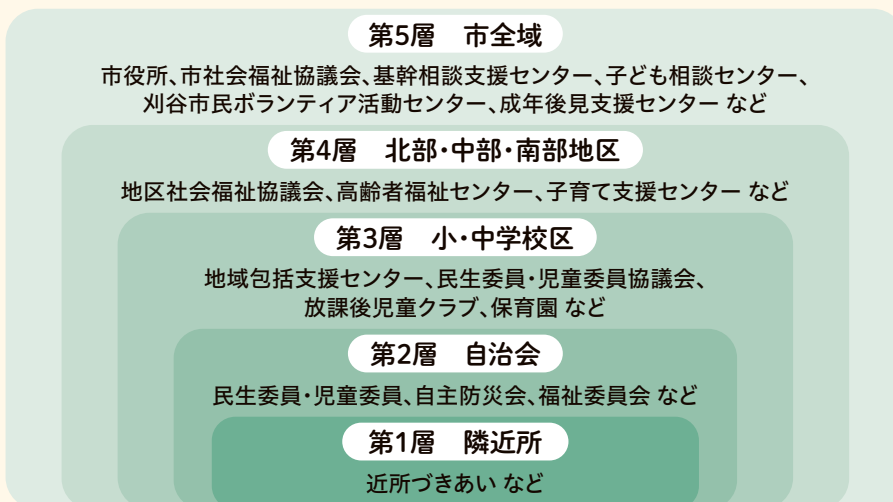 第5層　市全域
市役所、市社会福祉協議会、基幹相談支援センター、子ども相談センター、
刈谷市民ボランティア活動センター、成年後見支援センター など
第4層　北部・中部・南部地区
地区社会福祉協議会、高齢者福祉センター、子育て支援センター など
第3層　小・中学校区
地域包括支援センター、民生委員・児童委員協議会、
放課後児童クラブ、保育園 など
第2層　自治会
民生委員・児童委員、自主防災会、福祉委員会 など
第1層　隣近所
近所づきあい など